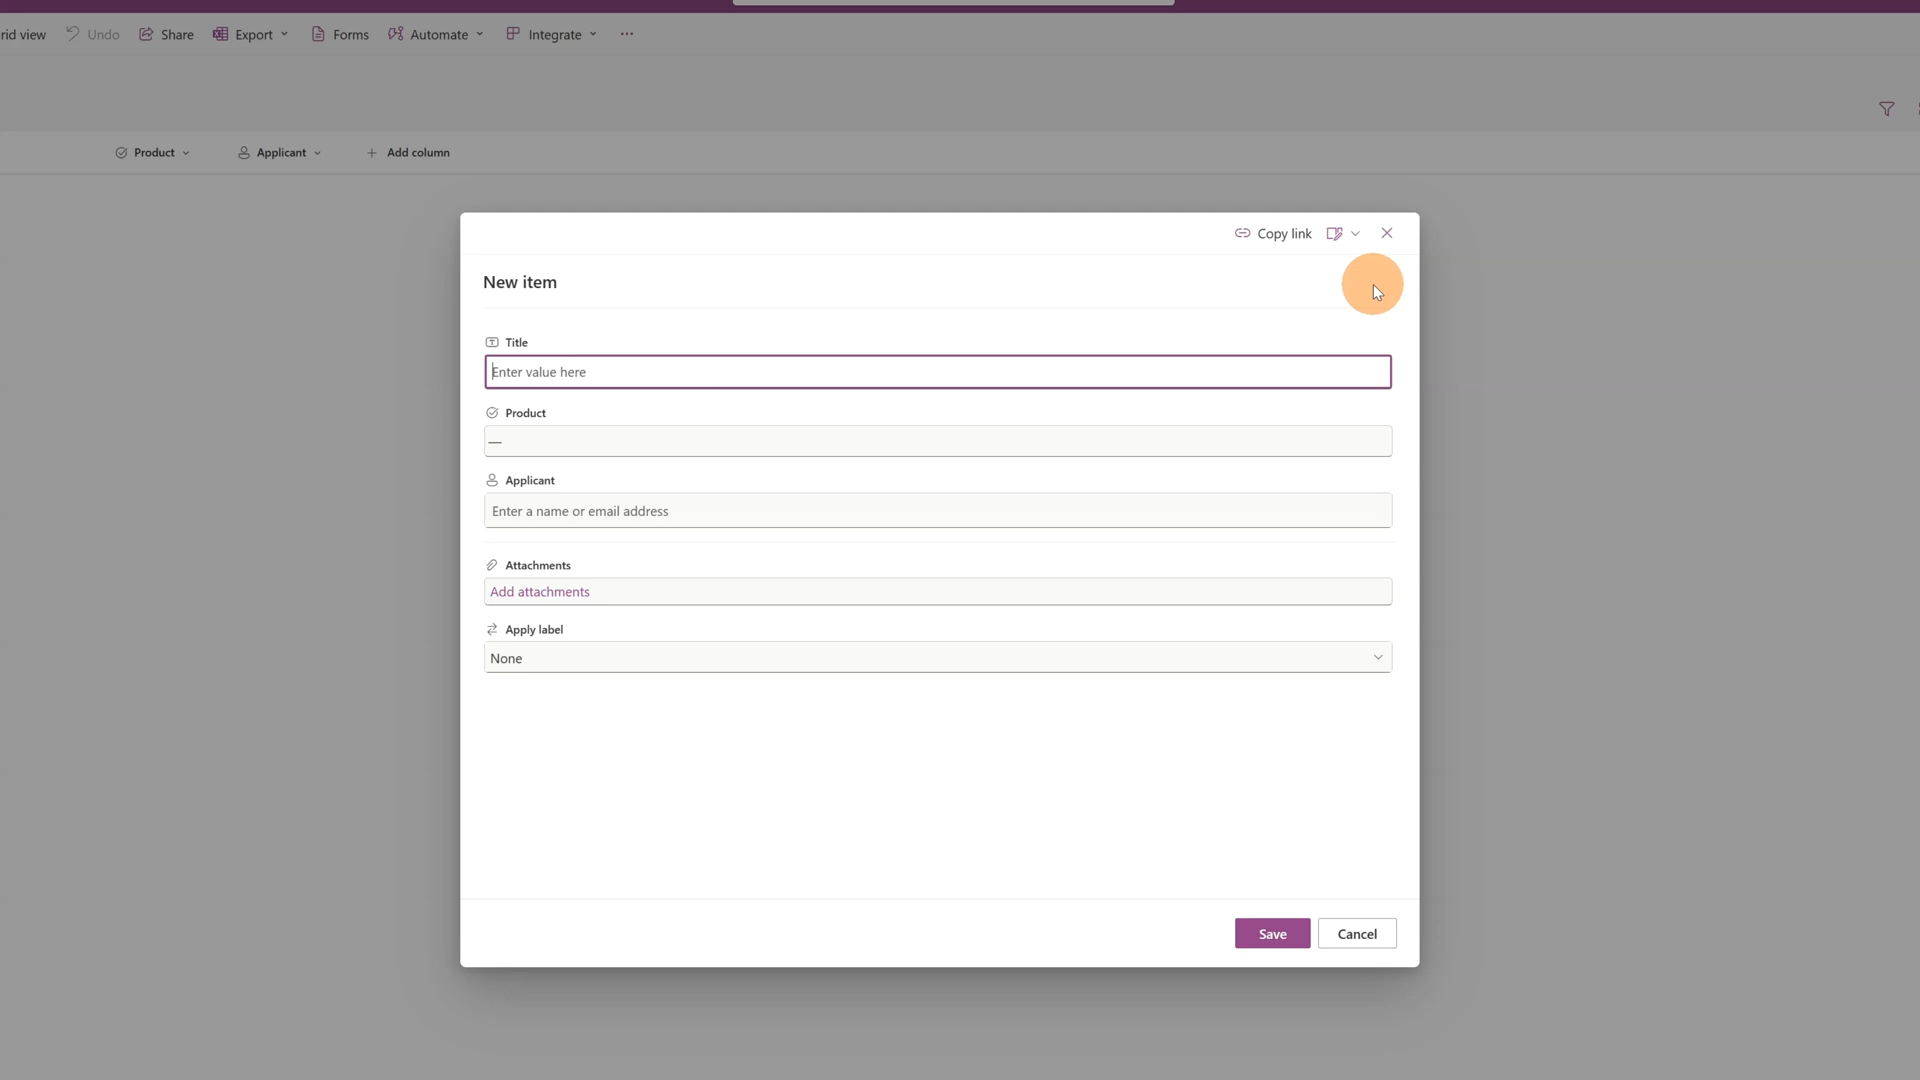 rid view Undo Share Export Forms Automate Integrate ...
Product Applicant + Add column
Copy link
New item
Title
Enter value here
Product
—
Applicant
Enter a name or email address
Attachments
Add attachments
Apply label
None
Save Cancel